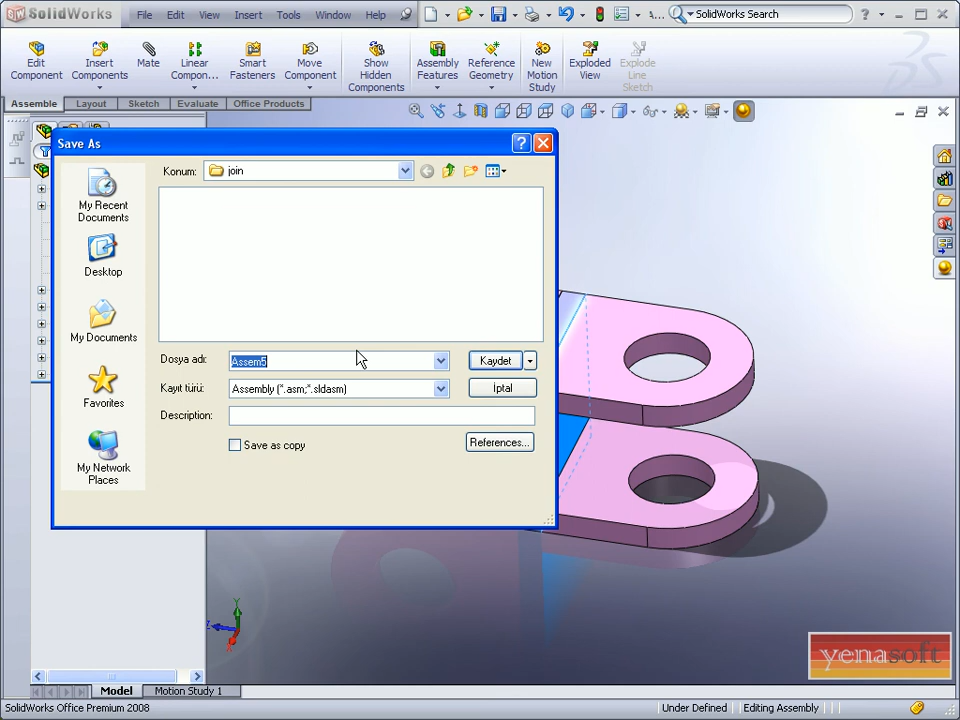 SolidWorks
File Edit View Insert Tools Window Help
A...
SolidWorks Search
Edit Component
Insert Components
Mate
Linear Compon...
Smart Fasteners
Move Component
Show Hidden Components
Assembly Features
Reference Geometry
New Motion Study
Exploded View
Explode Line Sketch
Assemble Layout Sketch Evaluate Office Products
Save As
Konum: join
My Recent Documents
Desktop
My Documents
Favorites
My Network Places
Dosya adı: Assem5 Kaydet
Kayıt türü: Assembly (*.asm;*.sldasm) İptal
Description:
Save as copy References...
Y
Z
X
yenasoft
Model Motion Study 1
SolidWorks Office Premium 2008 Under Defined Editing Assembly